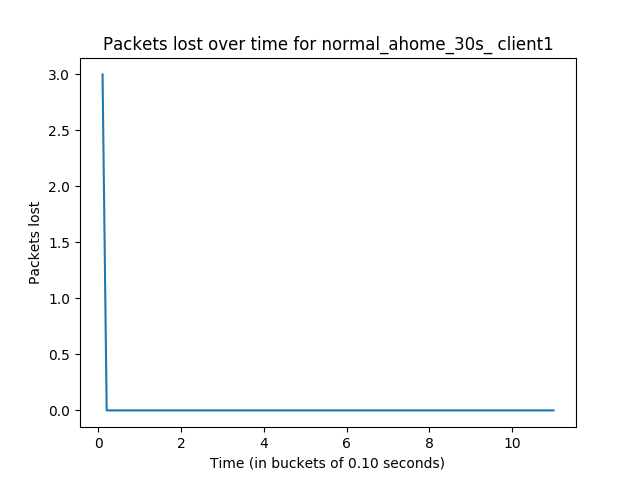 Packets lost over time for normal_ahome_30s_ client1
3.0
2.5
2.0
1.5
1.0
0.5
0.0
Packets lost
0 2 4 6 8 10
Time (in buckets of 0.10 seconds)